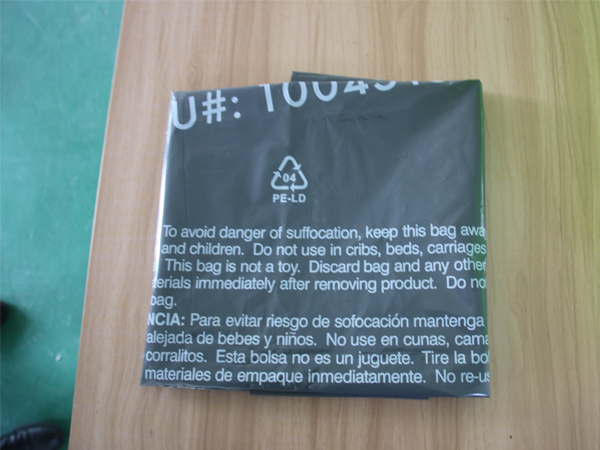 U#: 10045
04
PE-LD
To avoid danger of suffocation, keep this bag awa
and children. Do not use in cribs, beds, carriages
This bag is not a toy. Discard bag and any other
erials immediately after removing product. Do no
bag.
NCIA: Para evitar riesgo de sofocación mantenga
alejada de bebes y niños. No use en cunas, cama
corralitos. Esta bolsa no es un juguete. Tire la bo
materiales de empaque inmediatamente. No re-us